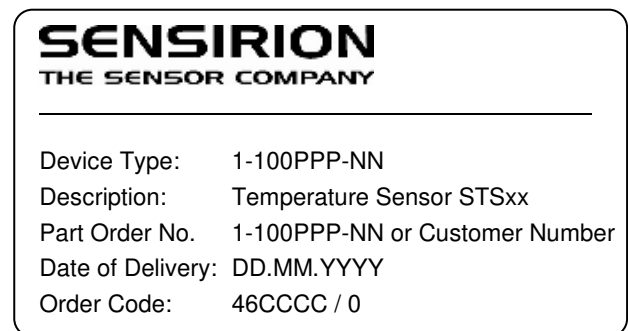 SENSIRION
THE SENSOR COMPANY
Device Type: 1-100PPP-NN
Description: Temperature Sensor STSxx
Part Order No. 1-100PPP-NN or Customer Number
Date of Delivery: DD.MM.YYYY
Order Code: 46CCCC / 0